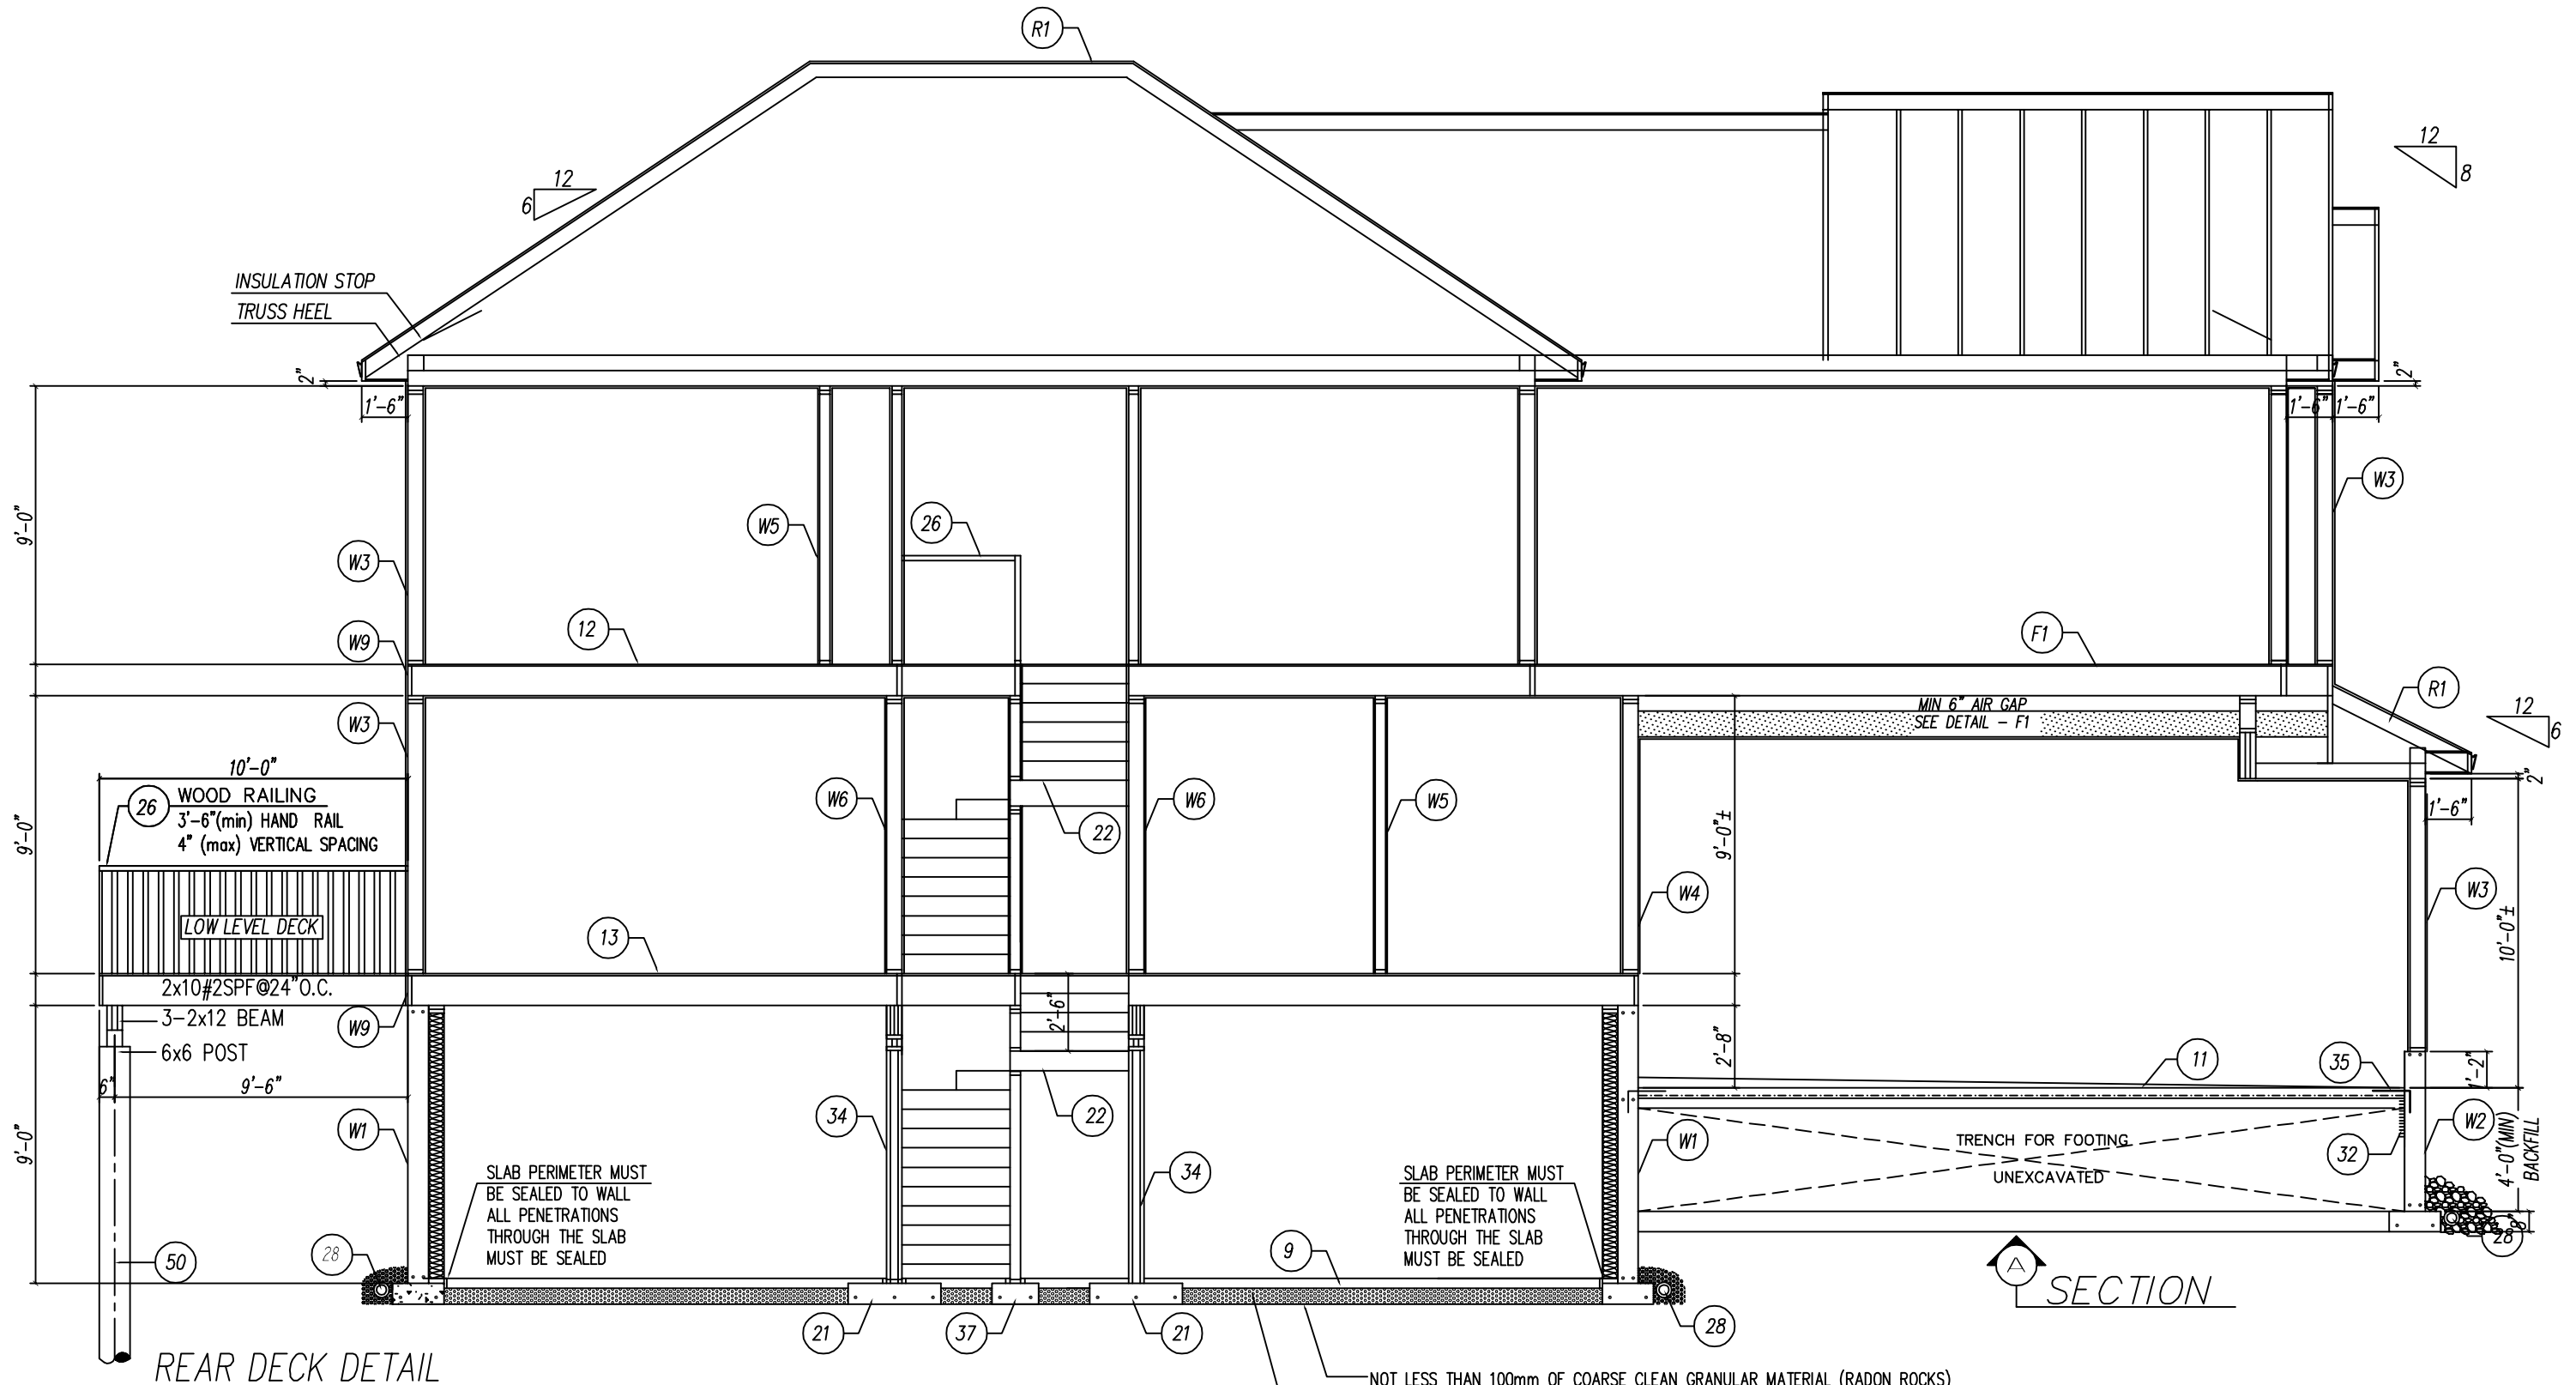 R1
12
6
12
8
INSULATION STOP
TRUSS HEEL
2"
1'-6"
2"
1'-6"
1'-6"
9'-0"
W3
W5
26
W3
12
W9
F1
W3
MIN 6" AIR GAP
SEE DETAIL - F1
R1
12
6
10'-0"
26
WOOD RAILING
3'-6"(min) HAND RAIL
4" (max) VERTICAL SPACING
9'-0"
W6
22
W6
W5
9'-0"±
W4
2"
1'-6"
W3
10'-0"±
LOW LEVEL DECK
13
2x10#2SPF@24"O.C.
3-2x12 BEAM
6x6 POST
W9
2'-6"
2'-8"
11
35
1'-2"
6"
9'-6"
9'-0"
W1
34
22
34
W1
TRENCH FOR FOOTING
UNEXCAVATED
32
W2
4'-0"(MIN)
BACKFILL
SLAB PERIMETER MUST
BE SEALED TO WALL
ALL PENETRATIONS
THROUGH THE SLAB
MUST BE SEALED
SLAB PERIMETER MUST
BE SEALED TO WALL
ALL PENETRATIONS
THROUGH THE SLAB
MUST BE SEALED
50
28
9
8"
28
A
SECTION
21
37
21
28
REAR DECK DETAIL
NOT LESS THAN 100mm OF COARSE CLEAN GRANULAR MATERIAL (RADON ROCKS)